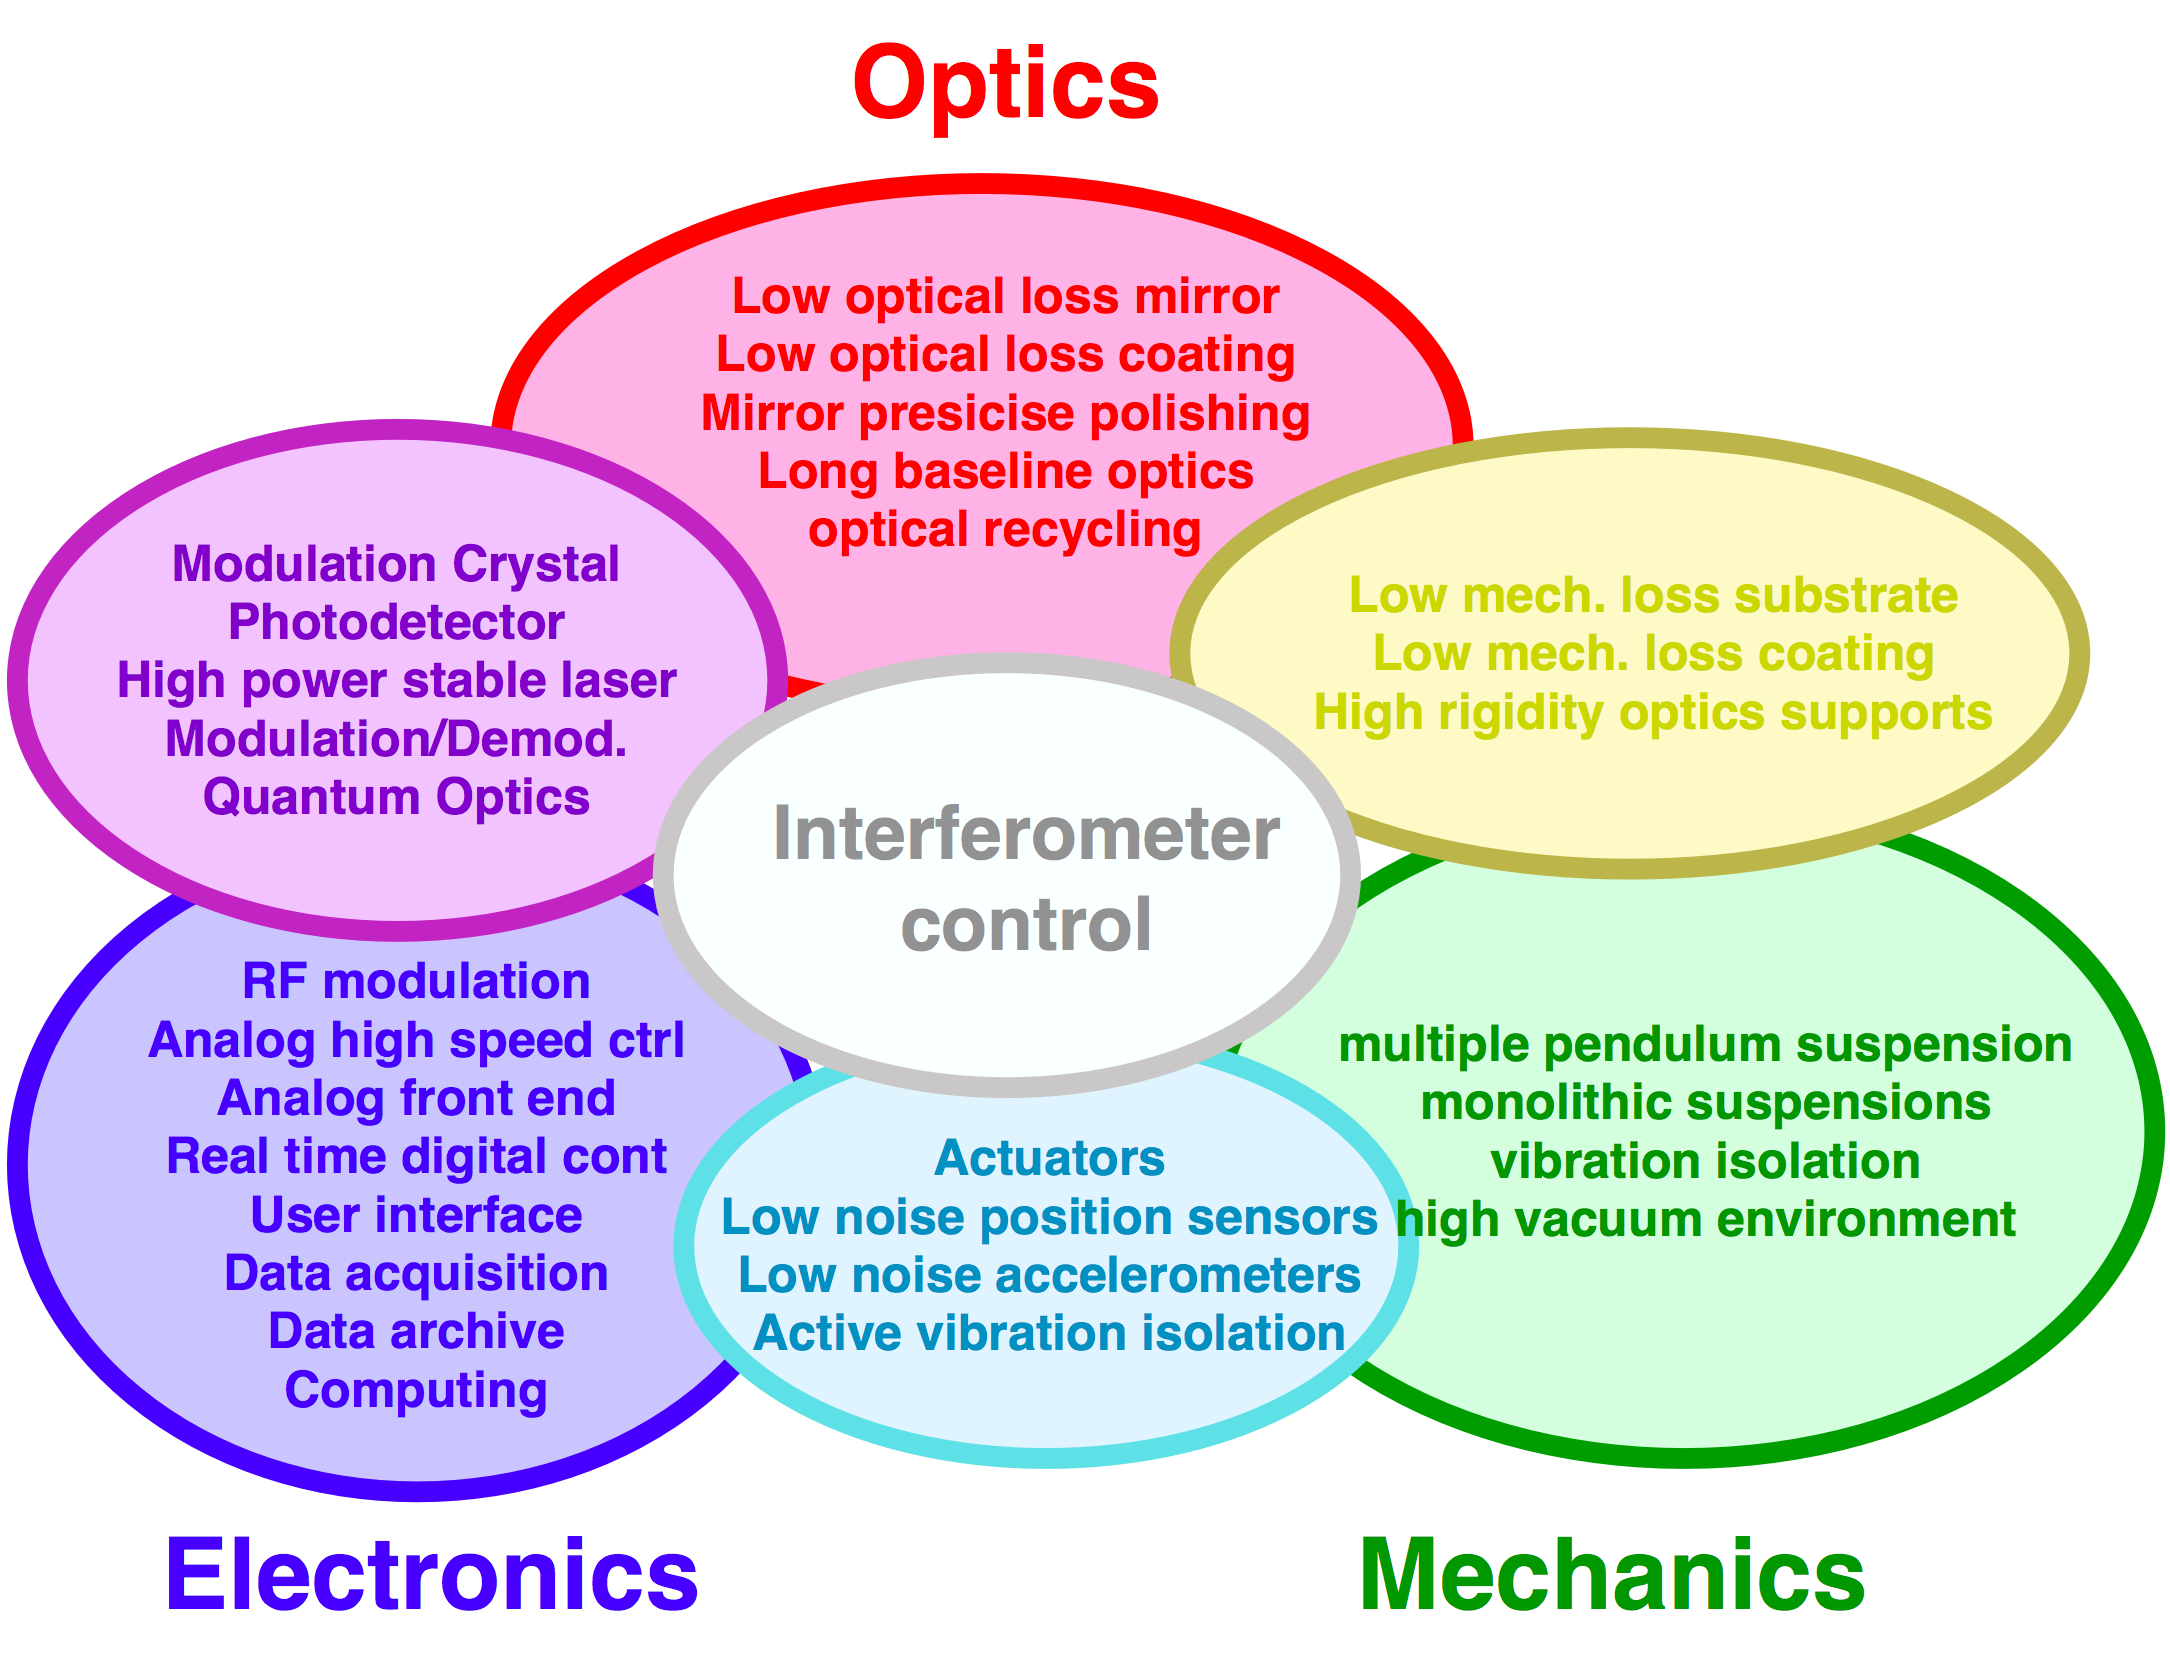 Optics
Low optical loss mirror
Low optical loss coating
Mirror presicise polishing
Long baseline optics
optical recycling
Modulation Crystal
Photodetector
High power stable laser
Modulation/Demod.
Quantum Optics
Low mech. loss substrate
Low mech. loss coating
High rigidity optics supports
Interferometer
control
RF modulation
Analog high speed ctrl
Analog front end
Real time digital cont
User interface
Data acquisition
Data archive
Computing
Actuators
Low noise position sensors
Low noise accelerometers
Active vibration isolation
multiple pendulum suspension
monolithic suspensions
vibration isolation
high vacuum environment
Electronics
Mechanics